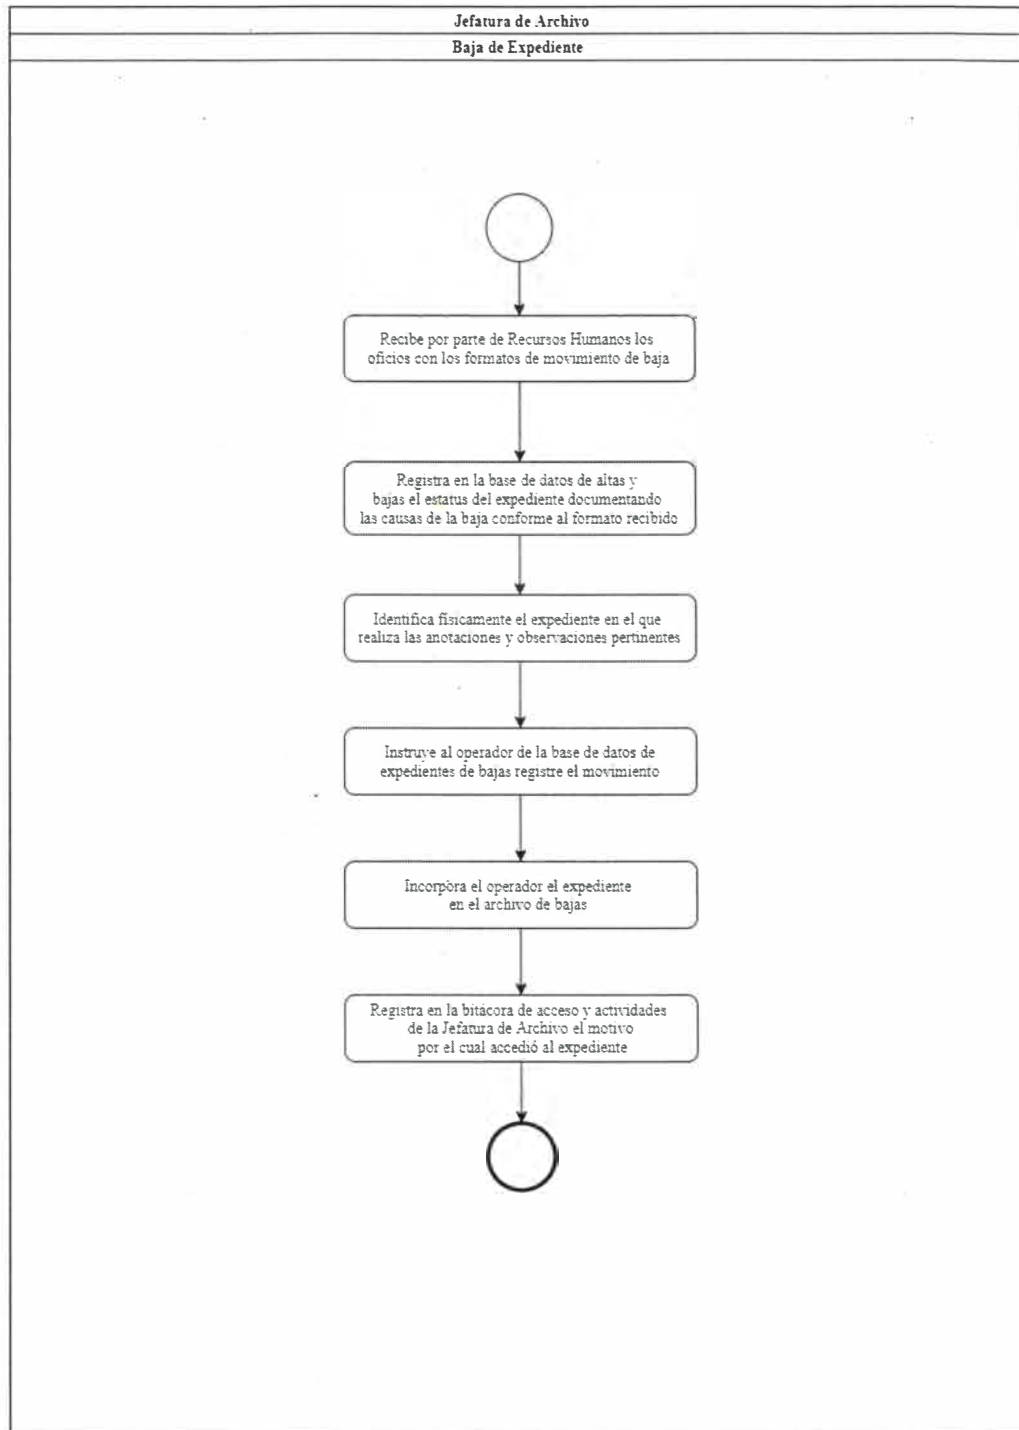 Jefatura de Archivo
Baja de Expediente
Recibe por parte de Recursos Humanos los
oficios con los formatos de movimiento de baja
Registra en la base de datos de altas y
bajas el estatus del expediente documentando
las causas de la baja conforme al formato recibido
Identifica físicamente el expediente en el que
realiza las anotaciones y observaciones pertinentes
Instruye al operador de la base de datos de
expedientes de bajas registre el movimiento
Incorpora el operador el expediente
en el archivo de bajas
Registra en la bitácora de acceso y actividades
de la Jefatura de Archivo el motivo
por el cual accedió al expediente